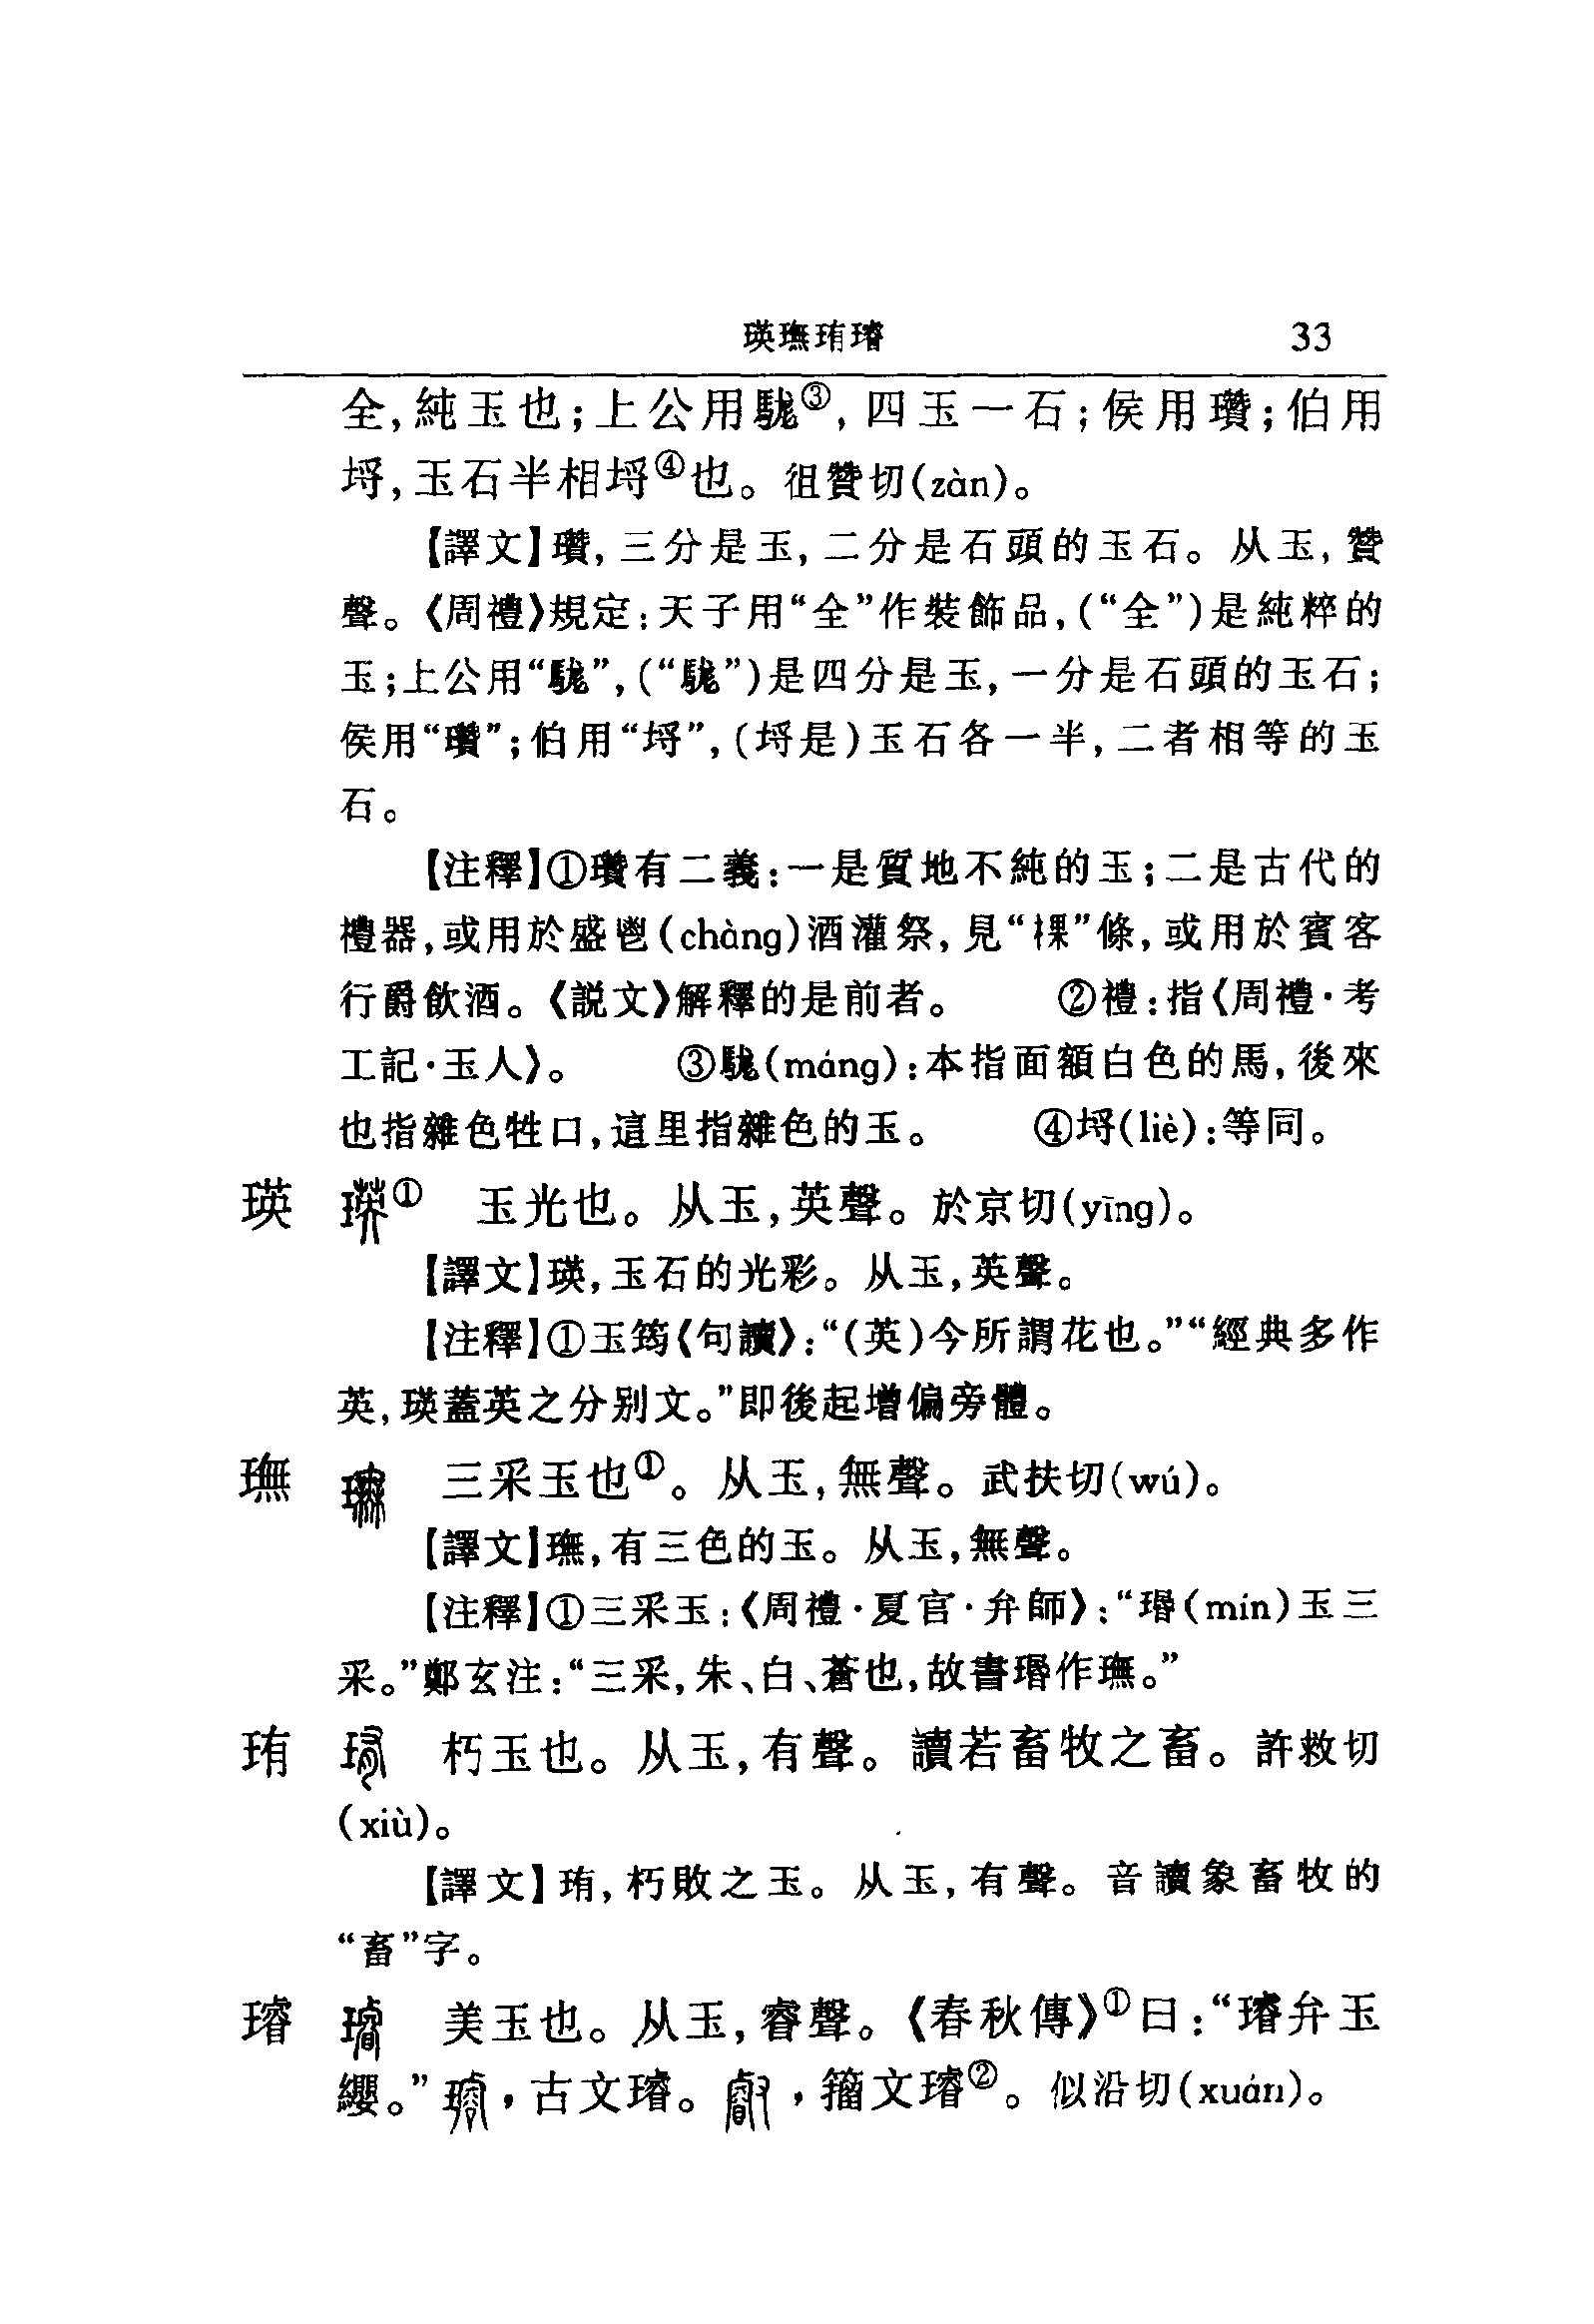 瑛璑珛璿 33
全,純玉也;上公用駹③,四玉一石;侯用瓚;伯用
埒,玉石半相埒④也。徂贊切(zàn)。
【譯文】瓚,三分是玉,二分是石頭的玉石。从玉,贊
聲。《周禮》規定:天子用“全”作裝飾品,(“全”)是純粹的
玉;上公用“駹”,(“駹”)是四分是玉,一分是石頭的玉石;
侯用“瓚”;伯用“埒”,(埒是)玉石各一半,二者相等的玉
石。
【注釋】①瓚有二義:一是質地不純的玉;二是古代的
禮器,或用於盛鬯(chàng)酒灌祭,見“祼”條,或用於賓客
行爵飲酒。《説文》解釋的是前者。 ②禮:指《周禮·考
工記·玉人》。 ③駹(máng):本指面額白色的馬,後來
也指雜色牲口,這里指雜色的玉。 ④埒(liè):等同。
瑛 ① 玉光也。从玉,英聲。於京切(yīng)。
【譯文】瑛,玉石的光彩。从玉,英聲。
【注釋】①玉筠《句讀》:“(英)今所謂花也。”“經典多作
英,瑛蓋英之分别文。”即後起增偏旁體。
璑 三采玉也①。从玉,無聲。武扶切(wú)。
【譯文】璑,有三色的玉。从玉,無聲。
【注釋】①三采玉:《周禮·夏官·弁師》:“瑉(mín)玉三
采。”鄭玄注:“三采,朱、白、蒼也,故書瑉作璑。”
珛 朽玉也。从玉,有聲。讀若畜牧之畜。許救切
(xiù)。
【譯文】珛,朽敗之玉。从玉,有聲。音讀象畜牧的
“畜”字。
璿 美玉也。从玉,睿聲。《春秋傳》①曰:“璿弁玉
纓。” ,古文璿。 ,籀文璿②。似沿切(xuán)。